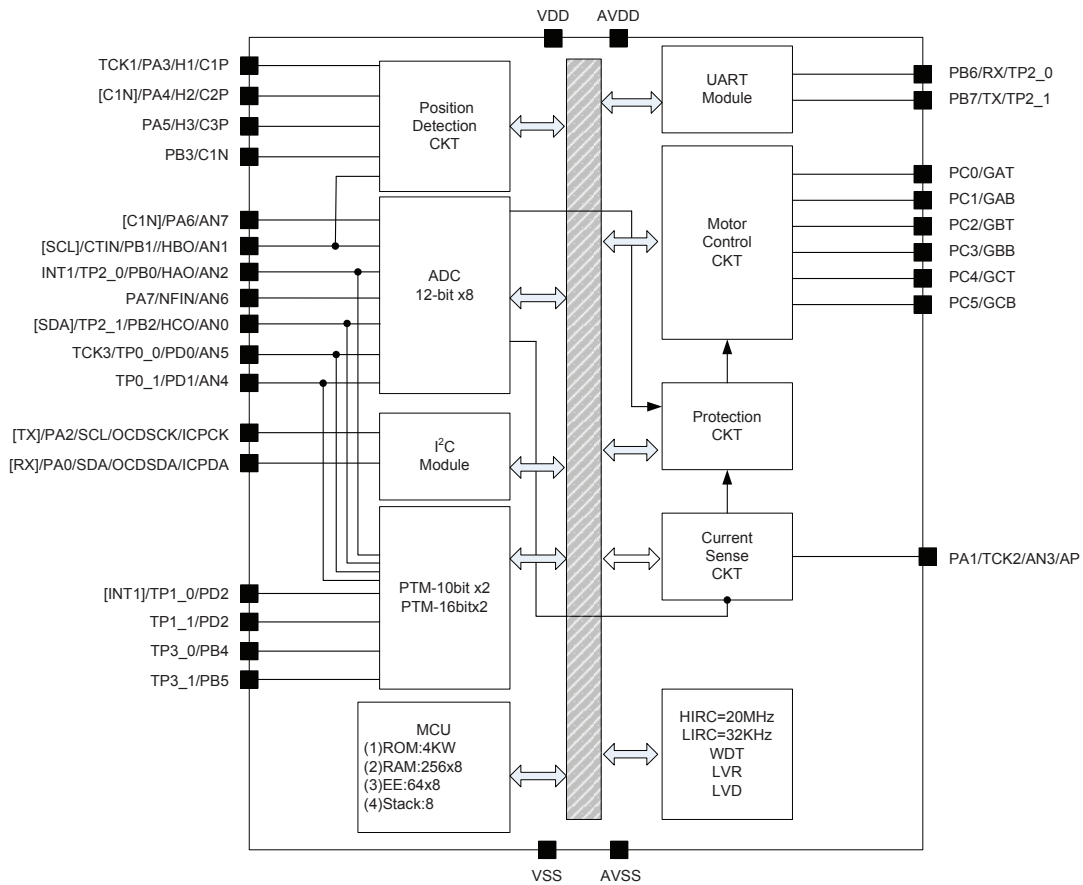 VDD AVDD
TCK1/PA3/H1/C1P
[C1N]/PA4/H2/C2P
PA5/H3/C3P
PB3/C1N
[C1N]/PA6/AN7
[SCL]/CTIN/PB1//HBO/AN1
INT1/TP2_0/PB0/HAO/AN2
PA7/NFIN/AN6
[SDA]/TP2_1/PB2/HCO/AN0
TCK3/TP0_0/PD0/AN5
TP0_1/PD1/AN4
[TX]/PA2/SCL/OCDSCK/ICPCK
[RX]/PA0/SDA/OCDSDA/ICPDA
[INT1]/TP1_0/PD2
TP1_1/PD2
TP3_0/PB4
TP3_1/PB5
Position
Detection
CKT
ADC
12-bit x8
I²C
Module
PTM-10bit x2
PTM-16bitx2
MCU
(1)ROM:4KW
(2)RAM:256x8
(3)EE:64x8
(4)Stack:8
UART
Module
Motor
Control
CKT
Protection
CKT
Current
Sense
CKT
HIRC=20MHz
LIRC=32KHz
WDT
LVR
LVD
PB6/RX/TP2_0
PB7/TX/TP2_1
PC0/GAT
PC1/GAB
PC2/GBT
PC3/GBB
PC4/GCT
PC5/GCB
PA1/TCK2/AN3/AP
VSS AVSS